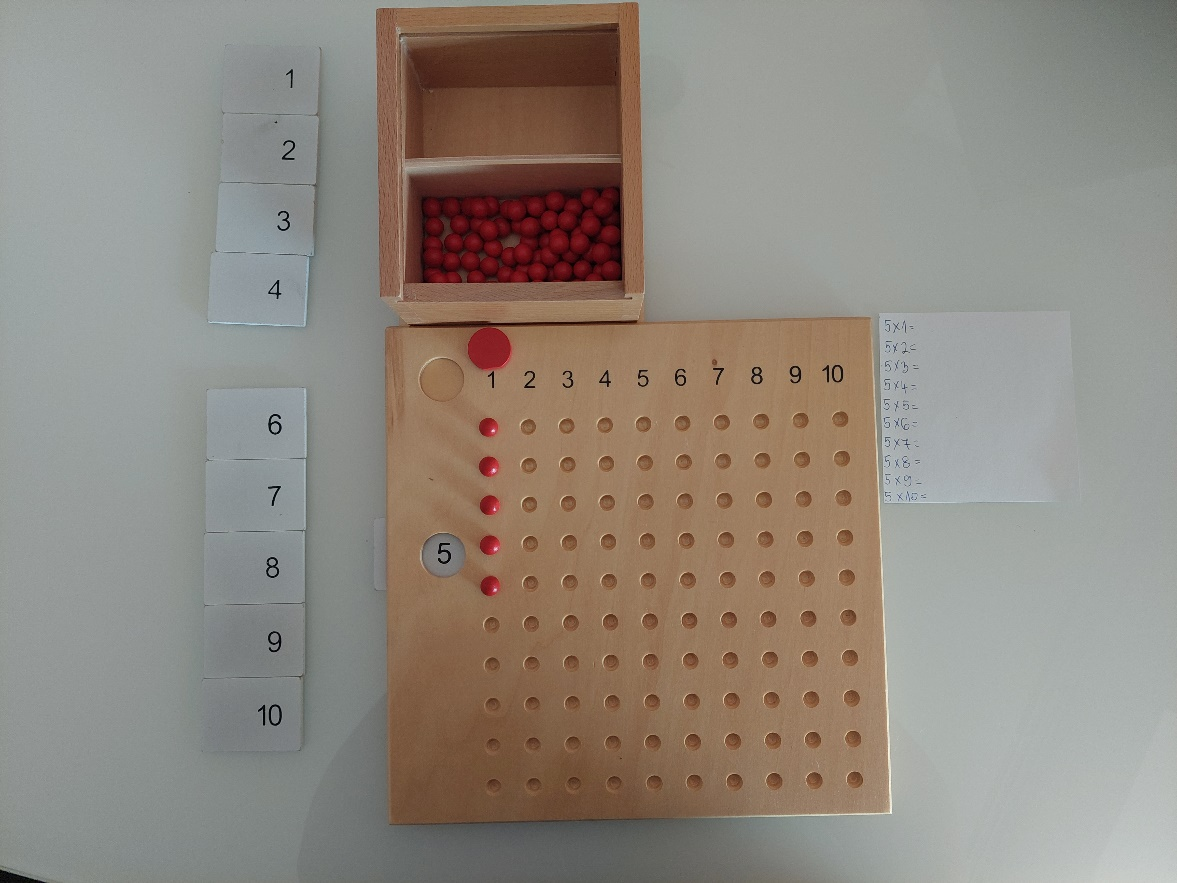 1
2
3
4
6
7
8
9
10
1 2 3 4 5 6 7 8 9 10
5
5x1=
5x2=
5x3=
5x4=
5x5=
5x6=
5x7=
5x8=
5x9=
5x10=